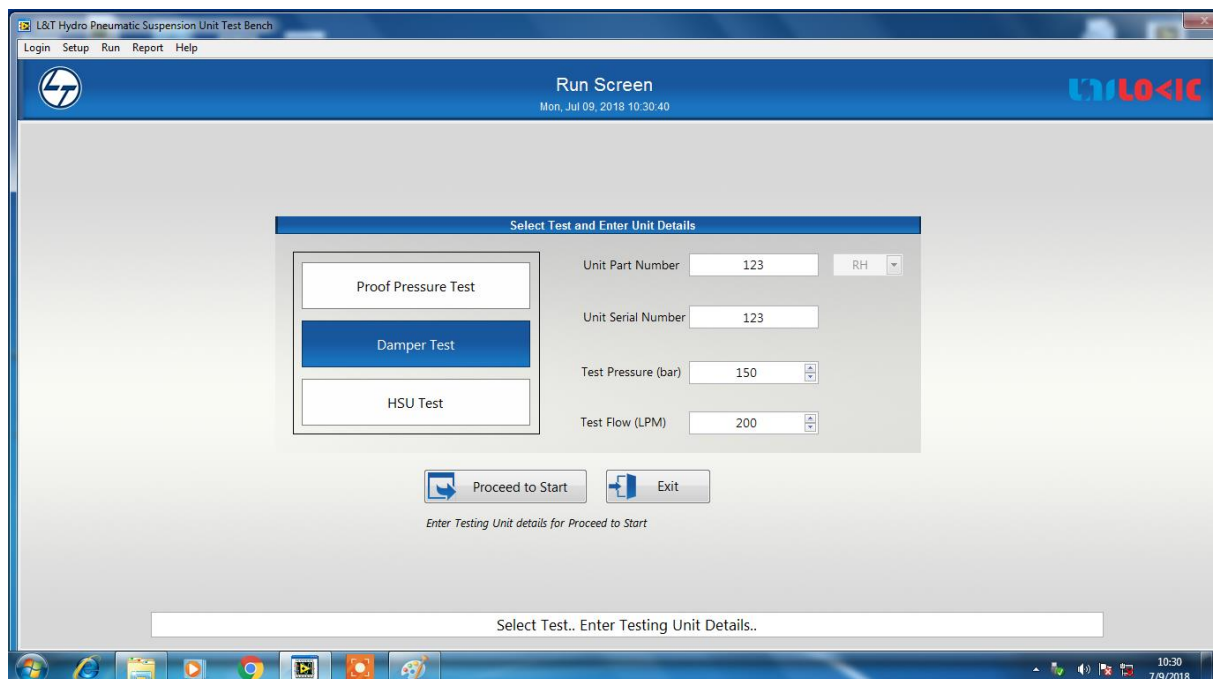 L&T Hydro Pneumatic Suspension Unit Test Bench
Login Setup Run Report Help
Run Screen
Mon, Jul 09, 2018 10:30:40
UNILOGIC
Select Test and Enter Unit Details
Proof Pressure Test
Damper Test
HSU Test
Unit Part Number 123 RH
Unit Serial Number 123
Test Pressure (bar) 150
Test Flow (LPM) 200
Proceed to Start Exit
Enter Testing Unit details for Proceed to Start
Select Test.. Enter Testing Unit Details..
10:30
7/9/2018